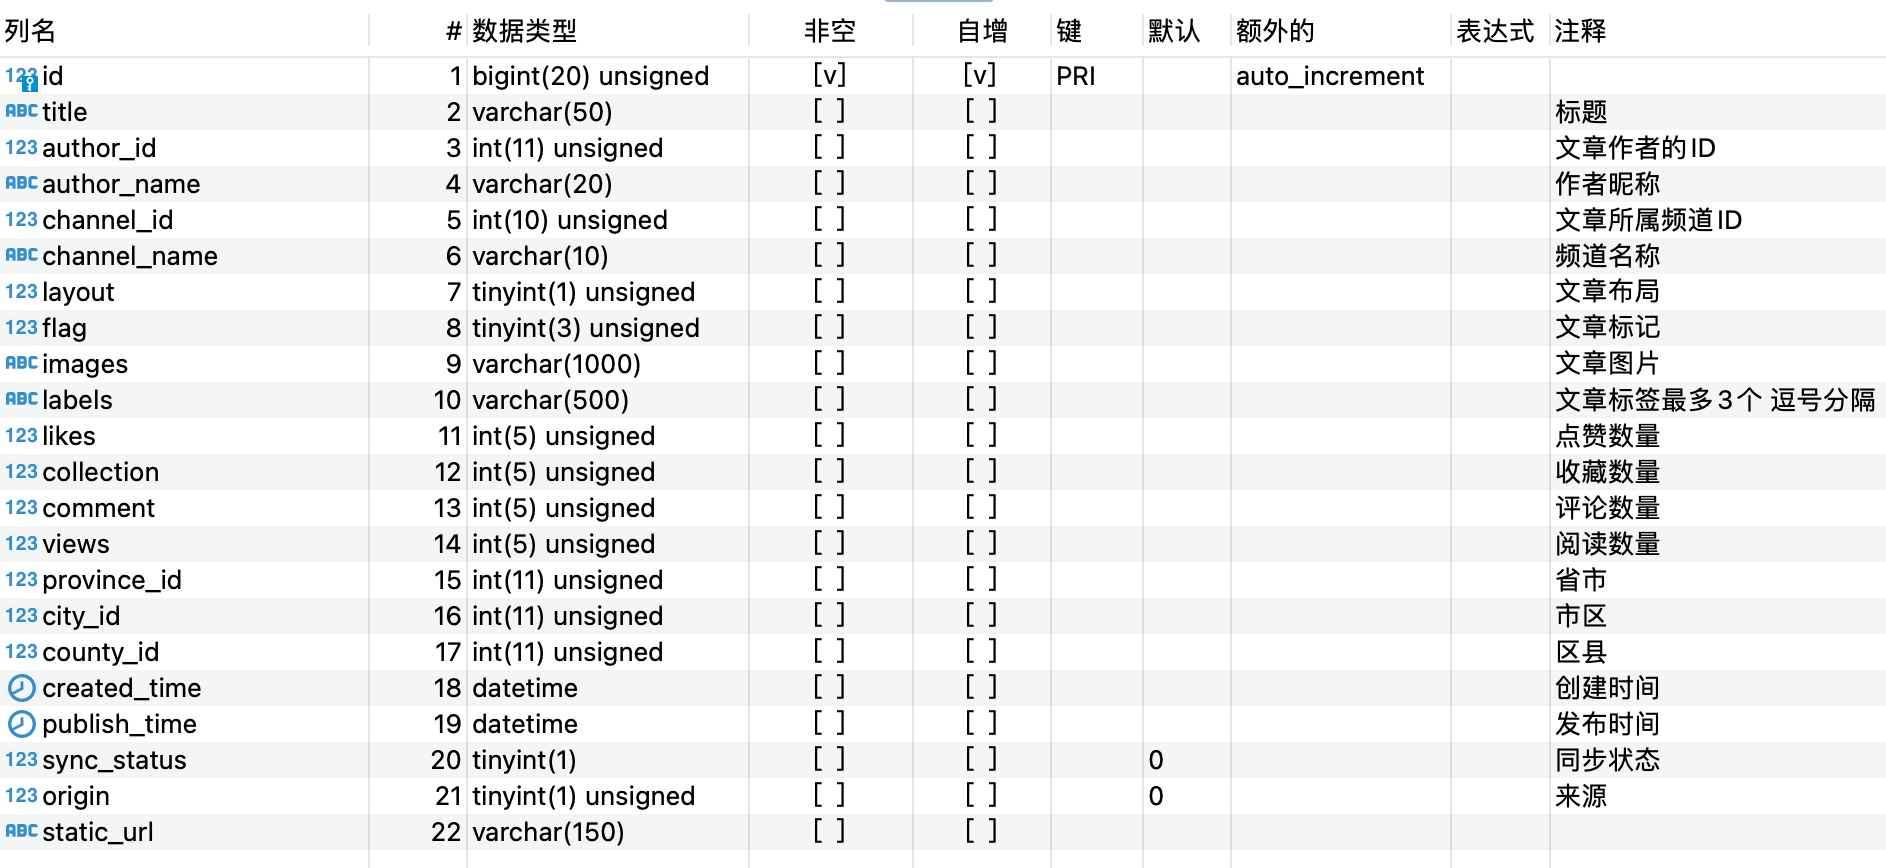 列名 # 数据类型 非空 自增 键 默认 额外的 表达式 注释
123 id 1 bigint(20) unsigned [v] [v] PRI auto_increment
ABC title 2 varchar(50) [ ] [ ] 标题
123 author_id 3 int(11) unsigned [ ] [ ] 文章作者的ID
ABC author_name 4 varchar(20) [ ] [ ] 作者昵称
123 channel_id 5 int(10) unsigned [ ] [ ] 文章所属频道ID
ABC channel_name 6 varchar(10) [ ] [ ] 频道名称
123 layout 7 tinyint(1) unsigned [ ] [ ] 文章布局
123 flag 8 tinyint(3) unsigned [ ] [ ] 文章标记
ABC images 9 varchar(1000) [ ] [ ] 文章图片
ABC labels 10 varchar(500) [ ] [ ] 文章标签最多3个 逗号分隔
123 likes 11 int(5) unsigned [ ] [ ] 点赞数量
123 collection 12 int(5) unsigned [ ] [ ] 收藏数量
123 comment 13 int(5) unsigned [ ] [ ] 评论数量
123 views 14 int(5) unsigned [ ] [ ] 阅读数量
123 province_id 15 int(11) unsigned [ ] [ ] 省市
123 city_id 16 int(11) unsigned [ ] [ ] 市区
123 county_id 17 int(11) unsigned [ ] [ ] 区县
created_time 18 datetime [ ] [ ] 创建时间
publish_time 19 datetime [ ] [ ] 发布时间
123 sync_status 20 tinyint(1) [ ] [ ] 0 同步状态
123 origin 21 tinyint(1) unsigned [ ] [ ] 0 来源
ABC static_url 22 varchar(150) [ ] [ ]